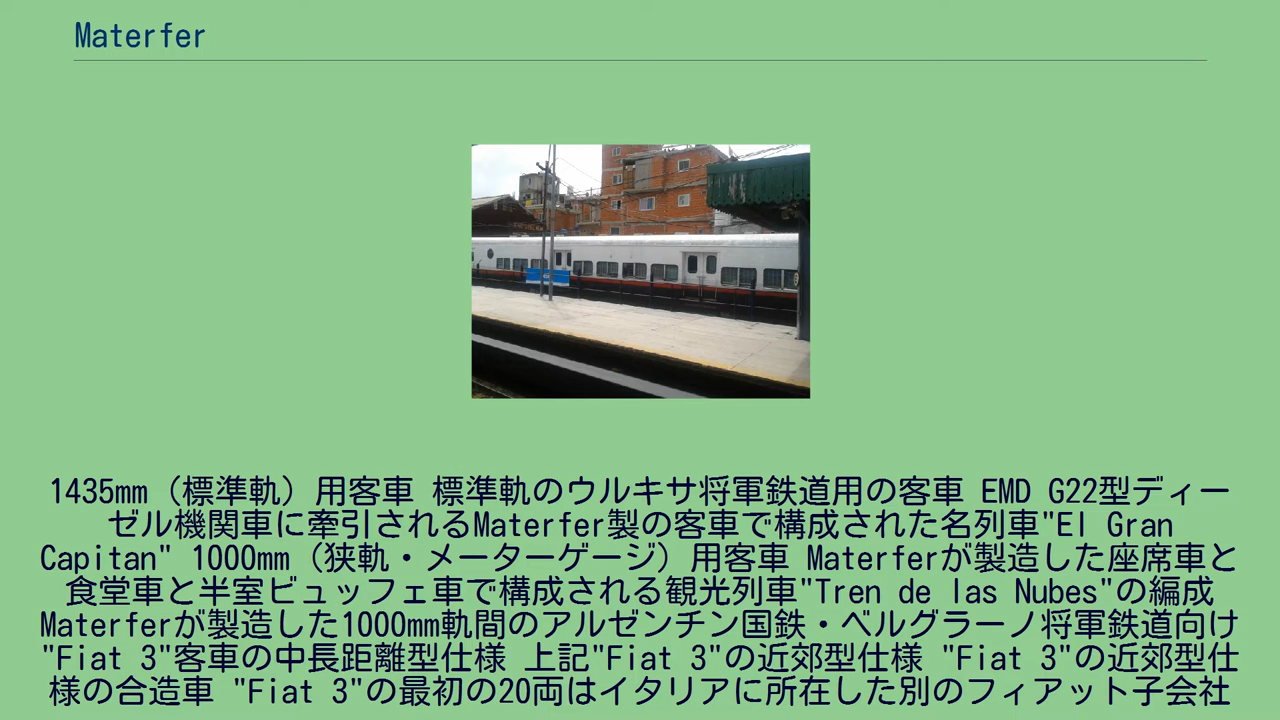 Materfer
1435mm（標準軌）用客車 標準軌のウルキサ将軍鉄道用の客車 EMD G22型ディー
ゼル機関車に牽引されるMaterfer製の客車で構成された名列車"El Gran
Capitan" 1000mm（狭軌・メーターゲージ）用客車 Materferが製造した座席車と
食堂車と半室ビュッフェ車で構成される観光列車"Tren de las Nubes"の編成
Materferが製造した1000mm軌間のアルゼンチン国鉄・ベルグラーノ将軍鉄道向け
"Fiat 3"客車の中長距離型仕様 上記"Fiat 3"の近郊型仕様 "Fiat 3"の近郊型仕
様の合造車 "Fiat 3"の最初の20両はイタリアに所在した別のフィアット子会社